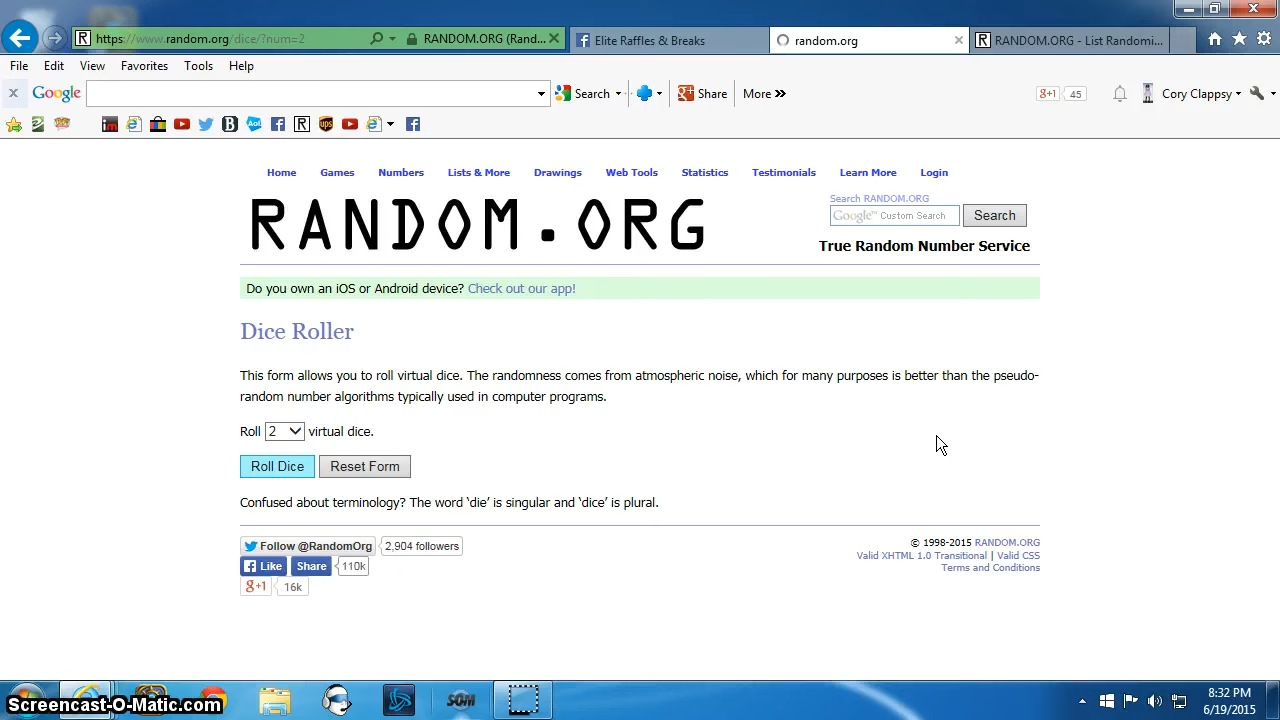 https://www.random.org/dice/?num=2
RANDOM.ORG (Rand...
Elite Raffles & Breaks
random.org
RANDOM.ORG - List Randomi...
File Edit View Favorites Tools Help
Google Search Share More » g+1 45 Cory Clappsy
Home Games Numbers Lists & More Drawings Web Tools Statistics Testimonials Learn More Login
RANDOM.ORG
Search RANDOM.ORG
Google™ Custom Search Search
True Random Number Service
Do you own an iOS or Android device? Check out our app!
Dice Roller
This form allows you to roll virtual dice. The randomness comes from atmospheric noise, which for many purposes is better than the pseudo-
random number algorithms typically used in computer programs.
Roll 2 virtual dice.
Roll Dice Reset Form
Confused about terminology? The word ‘die’ is singular and ‘dice’ is plural.
Follow @RandomOrg 2,904 followers
Like Share 110k
g+1 16k
© 1998-2015 RANDOM.ORG
Valid XHTML 1.0 Transitional | Valid CSS
Terms and Conditions
Screencast-O-Matic.com
SOM
8:32 PM
6/19/2015